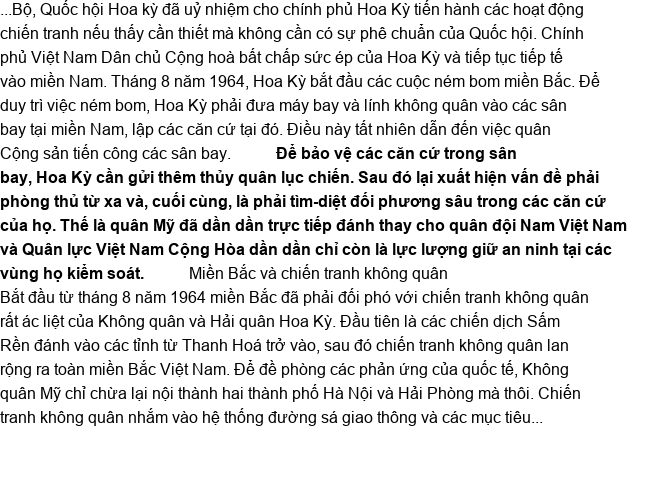 ...Bộ, Quốc hội Hoa kỳ đã uỷ nhiệm cho chính phủ Hoa Kỳ tiến hành các hoạt động
chiến tranh nếu thấy cần thiết mà không cần có sự phê chuẩn của Quốc hội. Chính
phủ Việt Nam Dân chủ Cộng hoà bất chấp sức ép của Hoa Kỳ và tiếp tục tiếp tế
vào miền Nam. Tháng 8 năm 1964, Hoa Kỳ bắt đầu các cuộc ném bom miền Bắc. Để
duy trì việc ném bom, Hoa Kỳ phải đưa máy bay và lính không quân vào các sân
bay tại miền Nam, lập các căn cứ tại đó. Điều này tất nhiên dẫn đến việc quân
Cộng sản tiến công các sân bay. Để bảo vệ các căn cứ trong sân
bay, Hoa Kỳ cần gửi thêm thủy quân lục chiến. Sau đó lại xuất hiện vấn đề phải
phòng thủ từ xa và, cuối cùng, là phải tìm-diệt đối phương sâu trong các căn cứ
của họ. Thế là quân Mỹ đã dần dần trực tiếp đánh thay cho quân đội Nam Việt Nam
và Quân lực Việt Nam Cộng Hòa dần dần chỉ còn là lực lượng giữ an ninh tại các
vùng họ kiểm soát. Miền Bắc và chiến tranh không quân
Bắt đầu từ tháng 8 năm 1964 miền Bắc đã phải đối phó với chiến tranh không quân
rất ác liệt của Không quân và Hải quân Hoa Kỳ. Đầu tiên là các chiến dịch Sấm
Rền đánh vào các tỉnh từ Thanh Hoá trở vào, sau đó chiến tranh không quân lan
rộng ra toàn miền Bắc Việt Nam. Để đề phòng các phản ứng của quốc tế, Không
quân Mỹ chỉ chừa lại nội thành hai thành phố Hà Nội và Hải Phòng mà thôi. Chiến
tranh không quân nhắm vào hệ thống đường sá giao thông và các mục tiêu...